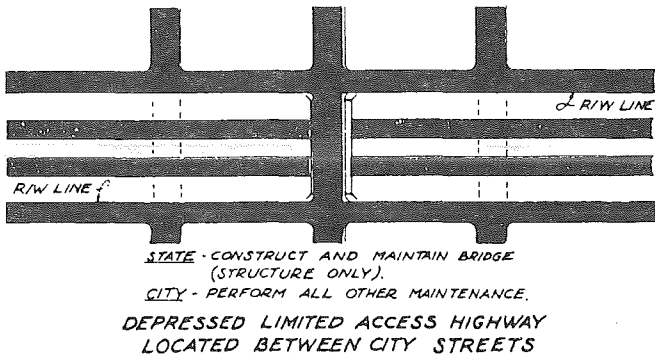 R/W LINE
R/W LINE
STATE - CONSTRUCT AND MAINTAIN BRIDGE
(STRUCTURE ONLY).
CITY - PERFORM ALL OTHER MAINTENANCE.
DEPRESSED LIMITED ACCESS HIGHWAY
LOCATED BETWEEN CITY STREETS